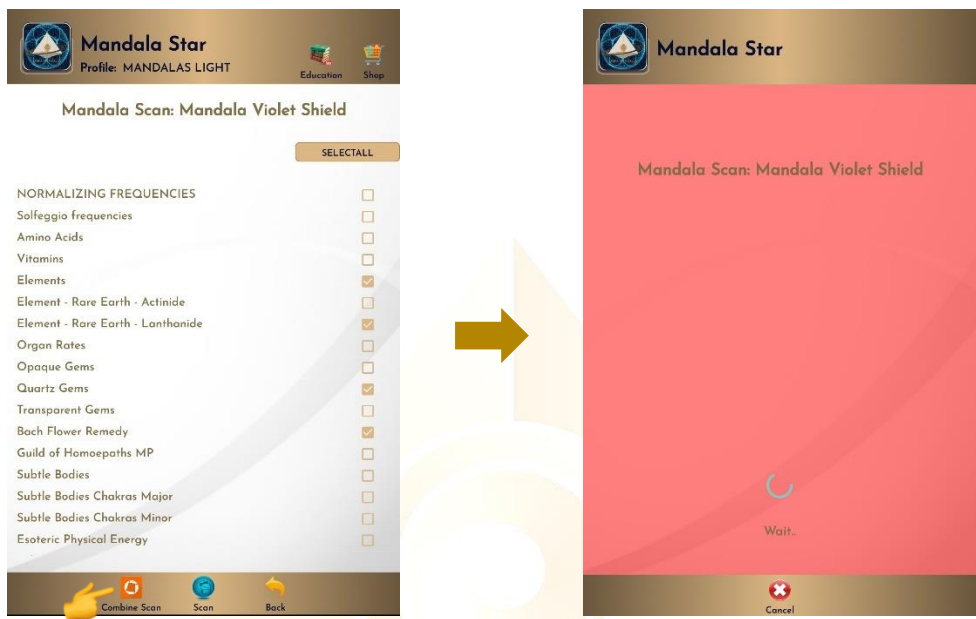 Mandala Star
Profile: MANDALAS LIGHT
Education
Shop
Mandala Scan: Mandala Violet Shield
SELECTALL
NORMALIZING FREQUENCIES
Solfeggio frequencies
Amino Acids
Vitamins
Elements
Element - Rare Earth - Actinide
Element - Rare Earth - Lanthanide
Organ Rates
Opaque Gems
Quartz Gems
Transparent Gems
Bach Flower Remedy
Guild of Homoepaths MP
Subtle Bodies
Subtle Bodies Chakras Major
Subtle Bodies Chakras Minor
Esoteric Physical Energy
Combine Scan
Scan
Back
Mandala Star
Mandala Scan: Mandala Violet Shield
Wait..
Cancel